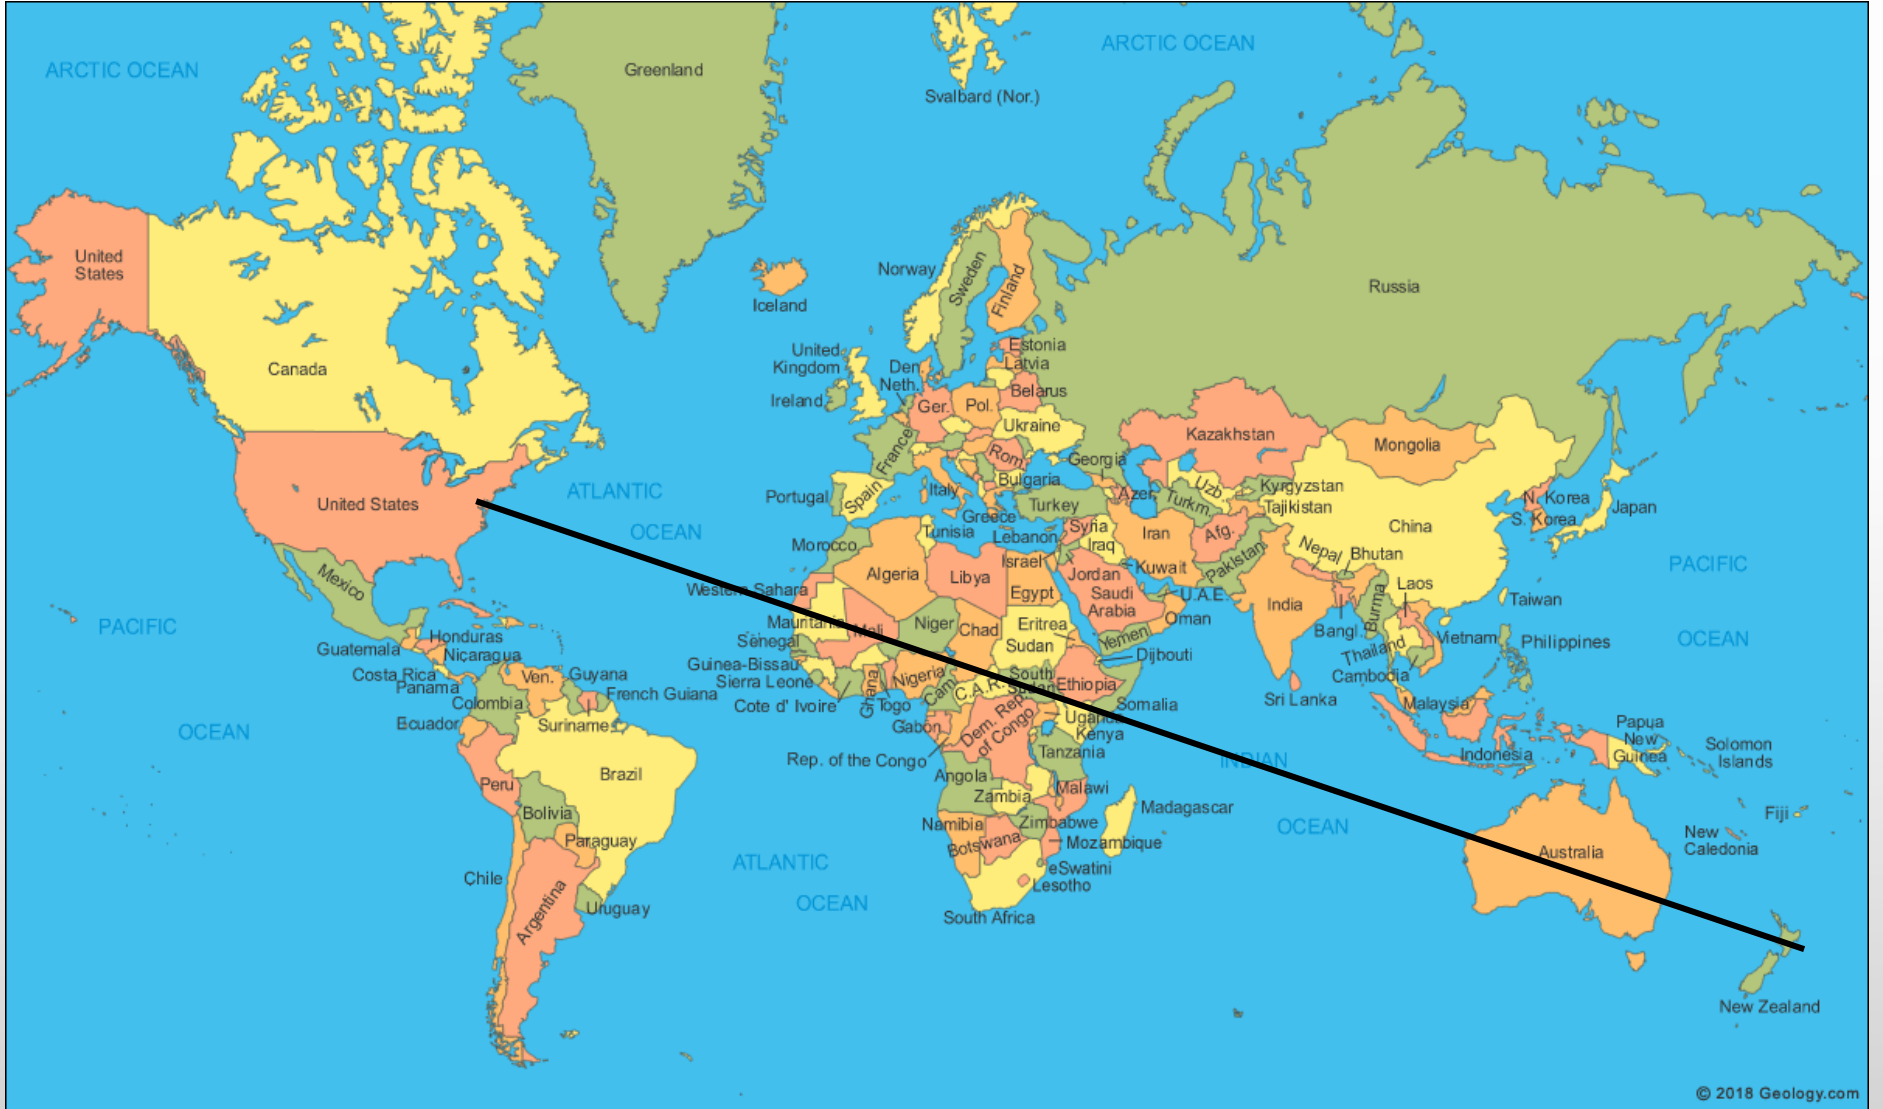 ARCTIC OCEAN
Greenland
Svalbard (Nor.)
ARCTIC OCEAN
United
States
Canada
Iceland
Norway
Sweden
Finland
Russia
United
Kingdom
Ireland
Den.
Neth.
Estonia
Latvia
Belarus
Ger.
Pol.
Ukraine
France
Rom.
Kazakhstan
Mongolia
United States
ATLANTIC
OCEAN
Portugal
Spain
Italy
Bulgaria
Georgia
Azer.
Uzb.
Turkm.
Kyrgyzstan
Tajikistan
Greece
Turkey
China
N. Korea
S. Korea
Japan
Morocco
Tunisia
Lebanon
Syria
Iraq
Iran
Afg.
Pakistan
Nepal
Bhutan
Algeria
Libya
Israel
Egypt
Jordan
Kuwait
Saudi
Arabia
U.A.E.
Oman
India
Bangl.
Burma
Laos
Taiwan
PACIFIC
OCEAN
Mexico
Western Sahara
PACIFIC
OCEAN
Guatemala
Honduras
Nicaragua
Costa Rica
Panama
Mauritania
Mali
Niger
Chad
Sudan
Eritrea
Yemen
Djibouti
Senegal
Guinea-Bissau
Sierra Leone
Cote d' Ivoire
Ghana
Togo
Nigeria
Cam.
C.A.R.
South
Sudan
Ethiopia
Somalia
Thailand
Vietnam
Cambodia
Philippines
Sri Lanka
Malaysia
Ven.
Guyana
French Guiana
Colombia
Suriname
Ecuador
Gabon
Rep. of the Congo
Dem. Rep.
of Congo
Uganda
Kenya
Tanzania
INDIAN
OCEAN
Indonesia
Papua
New
Guinea
Solomon
Islands
Peru
Brazil
Bolivia
Angola
Zambia
Malawi
Madagascar
Fiji
Paraguay
Namibia
Zimbabwe
Botswana
Mozambique
Australia
New
Caledonia
Chile
Argentina
Uruguay
ATLANTIC
OCEAN
eSwatini
Lesotho
South Africa
New Zealand
© 2018 Geology.com